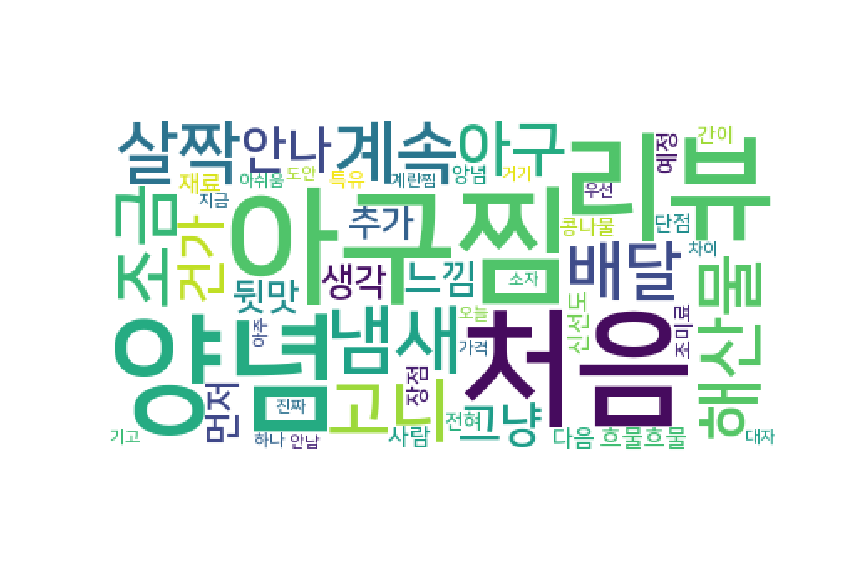 살짝
안나
계속
아구
리뷰
예정
간이
재료
아쉬움
도안
특유
계란찜
앙념
거기
우선
지금
조금
건가
아구찜
추가
콩나물
단점
뒷맛
생각
느낌
소자
배달
차이
해산물
양념
아주
냄새
오늘
가격
처음
신선도
조미료
먼저
진짜
고니
장점
전혀
그냥
기고
하나
안남
사람
다음
흐물흐물
대자